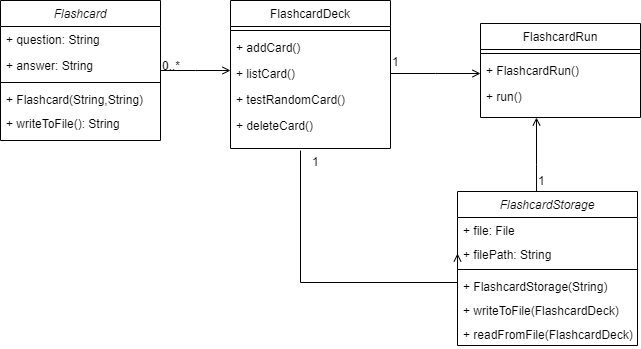 Flashcard
+ question: String
+ answer: String
+ Flashcard(String,String)
+ writeToFile(): String
0..*
FlashcardDeck
+ addCard()
+ listCard()
+ testRandomCard()
+ deleteCard()
1
1
FlashcardRun
+ FlashcardRun()
+ run()
1
FlashcardStorage
+ file: File
+ filePath: String
+ FlashcardStorage(String)
+ writeToFile(FlashcardDeck)
+ readFromFile(FlashcardDeck)